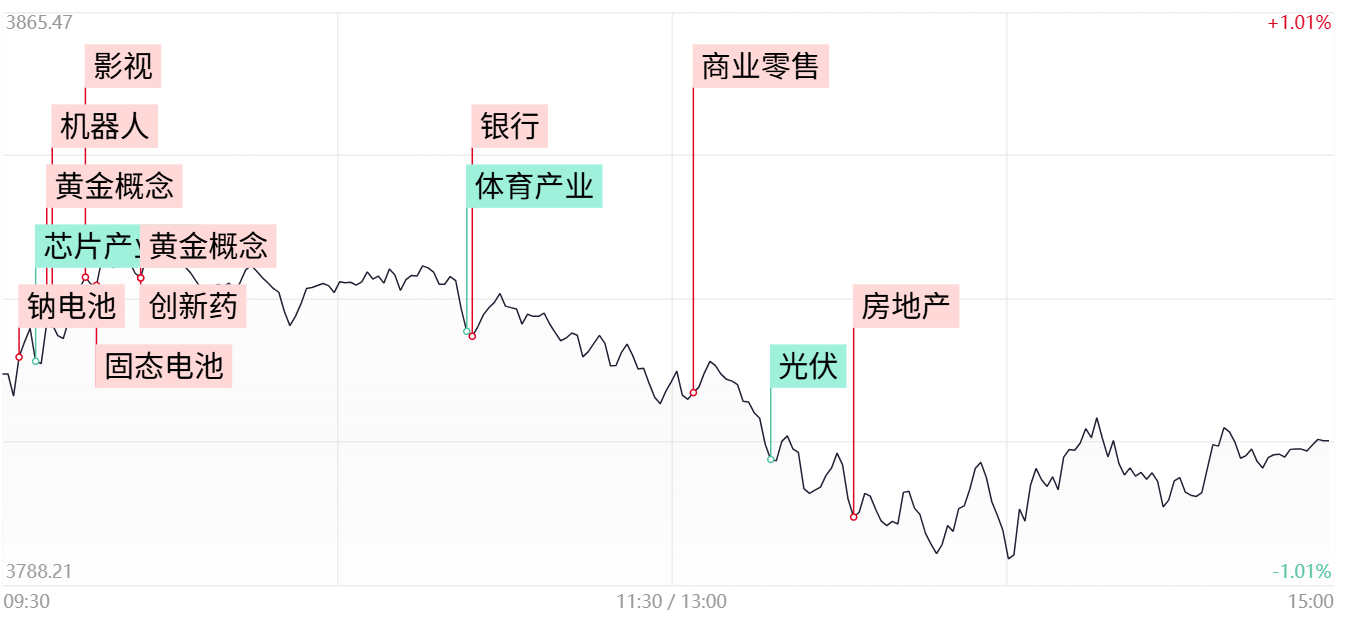 3865.47
+1.01%
影视
商业零售
机器人
银行
黄金概念
体育产业
芯片产业
黄金概念
钠电池
创新药
房地产
固态电池
光伏
3788.21
-1.01%
09:30
11:30 / 13:00
15:00